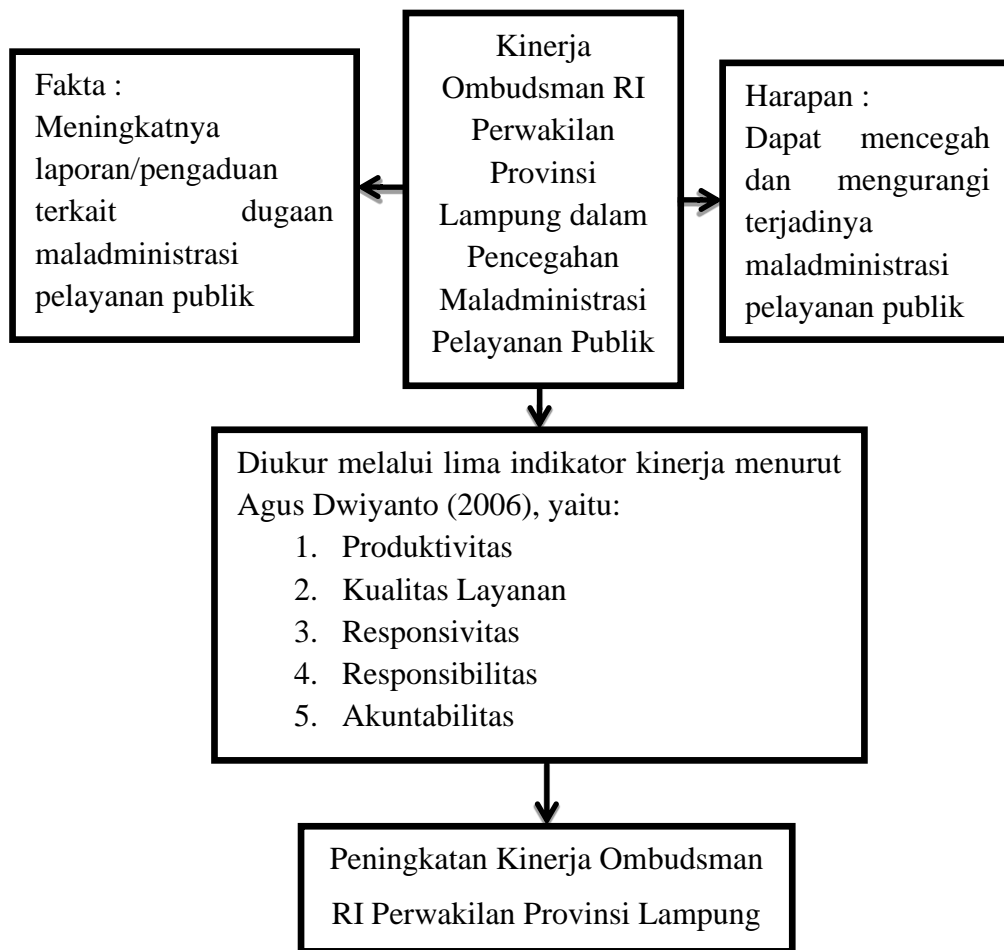 Kinerja
Ombudsman RI
Perwakilan
Provinsi
Lampung dalam
Pencegahan
Maladministrasi
Pelayanan Publik
Fakta :
Meningkatnya
laporan/pengaduan
terkait dugaan
maladministrasi
pelayanan publik
Harapan :
Dapat mencegah
dan mengurangi
terjadinya
maladministrasi
pelayanan publik
Diukur melalui lima indikator kinerja menurut
Agus Dwiyanto (2006), yaitu:
1. Produktivitas
2. Kualitas Layanan
3. Responsivitas
4. Responsibilitas
5. Akuntabilitas
Peningkatan Kinerja Ombudsman
RI Perwakilan Provinsi Lampung